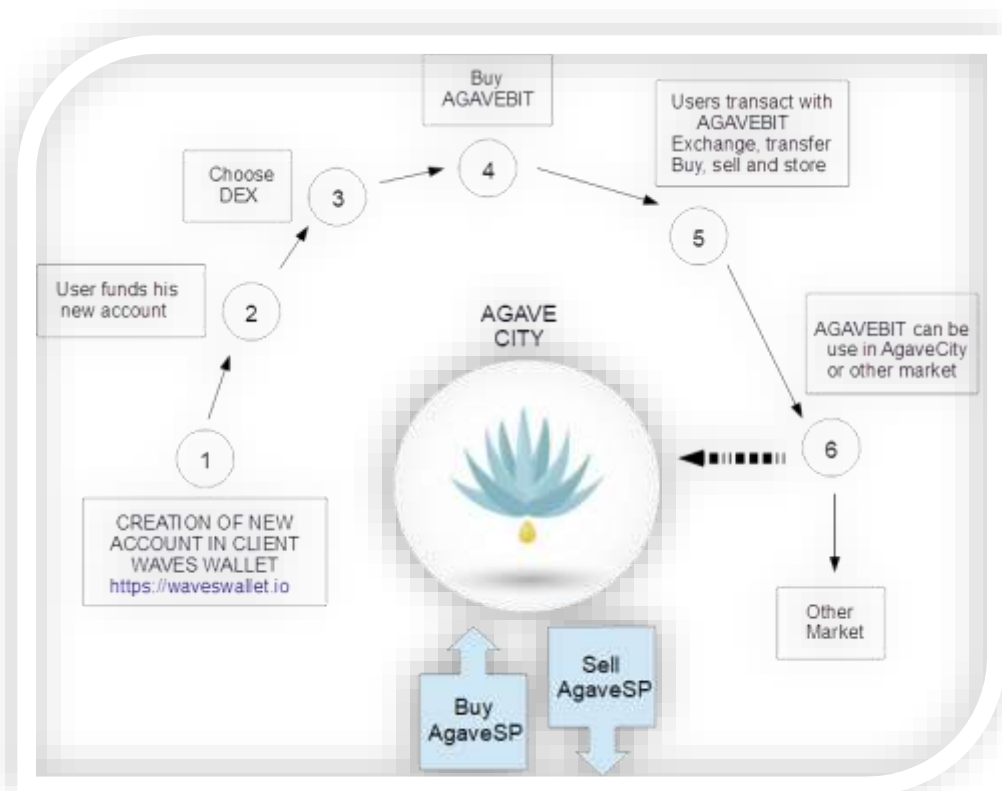 1
CREATION OF NEW
ACCOUNT IN CLIENT
WAVES WALLET
https://waveswallet.io
User funds his
new account
2
Choose
DEX
3
Buy
AGAVEBIT
4
Users transact with
AGAVEBIT
Exchange, transfer
Buy, sell and store
5
AGAVEBIT can be
use in AgaveCity
or other market
6
Other
Market
AGAVE
CITY
Buy
AgaveSP
Sell
AgaveSP